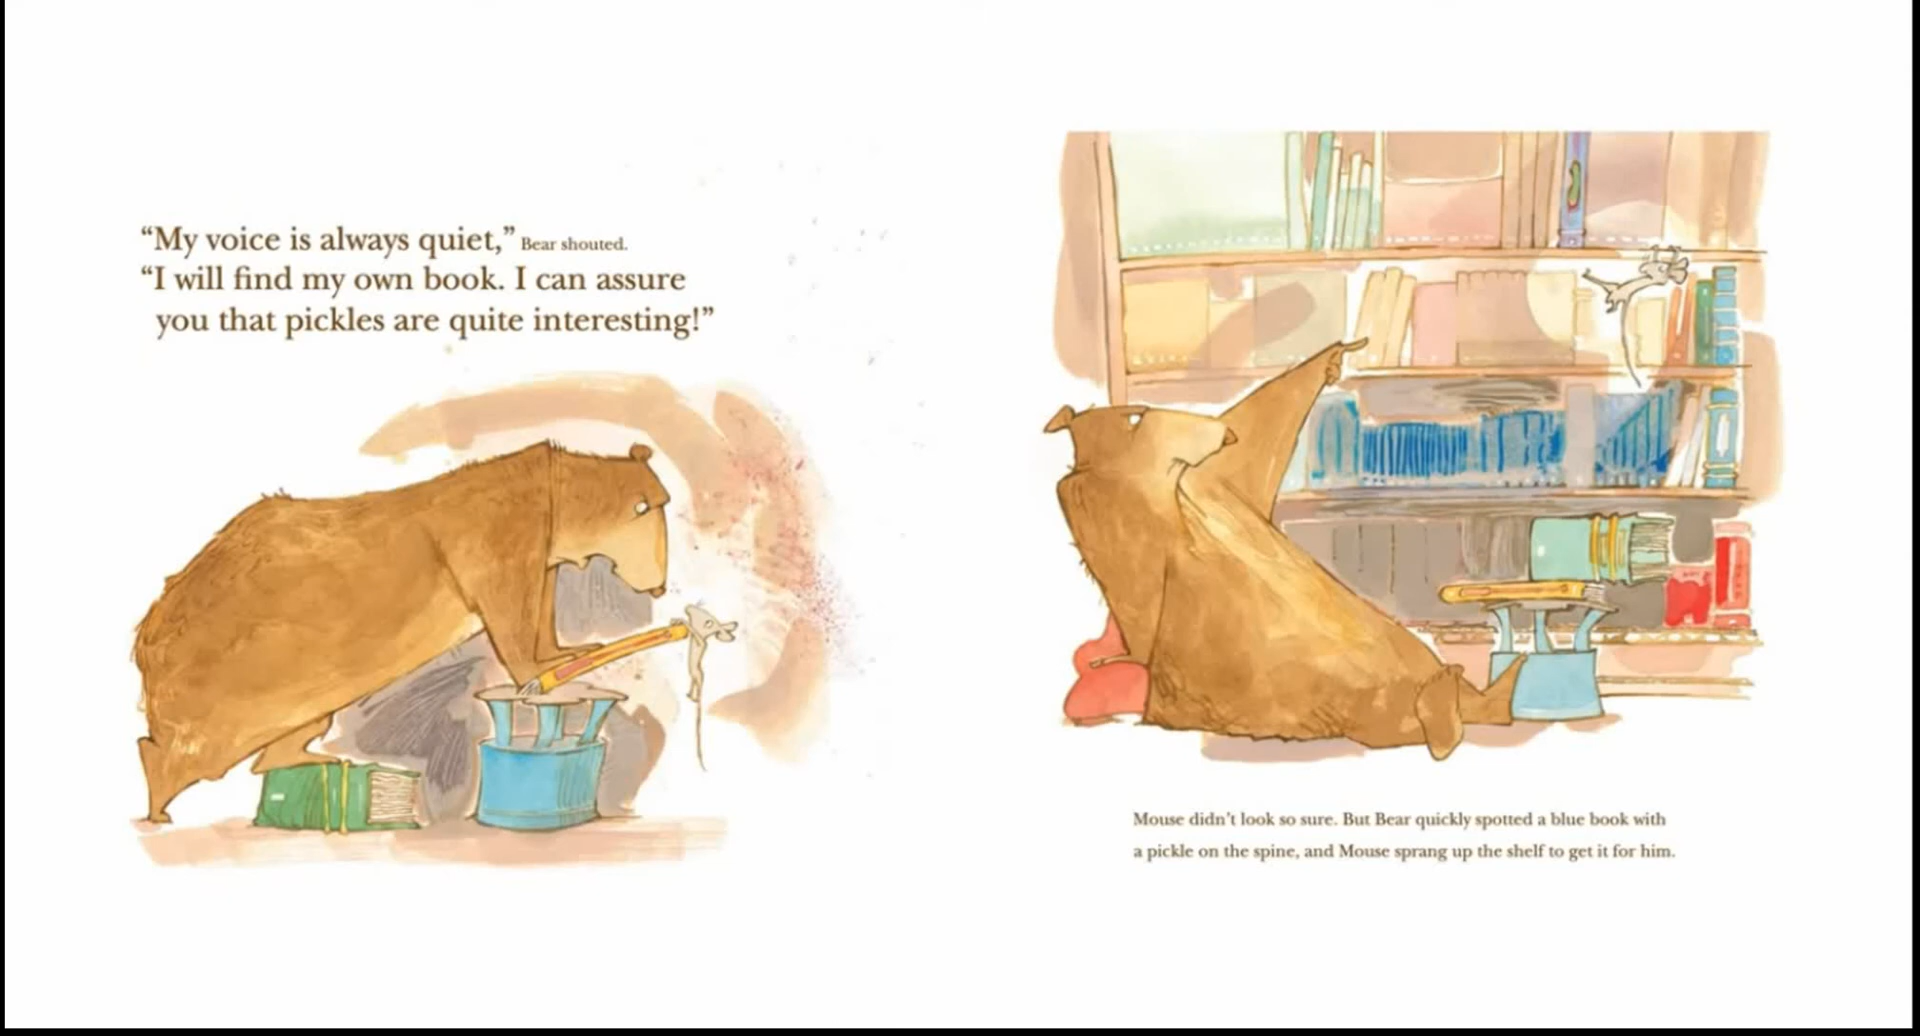 “My voice is always quiet,” Bear shouted.
“I will find my own book. I can assure
you that pickles are quite interesting!”
Mouse didn’t look so sure. But Bear quickly spotted a blue book with
a pickle on the spine, and Mouse sprang up the shelf to get it for him.